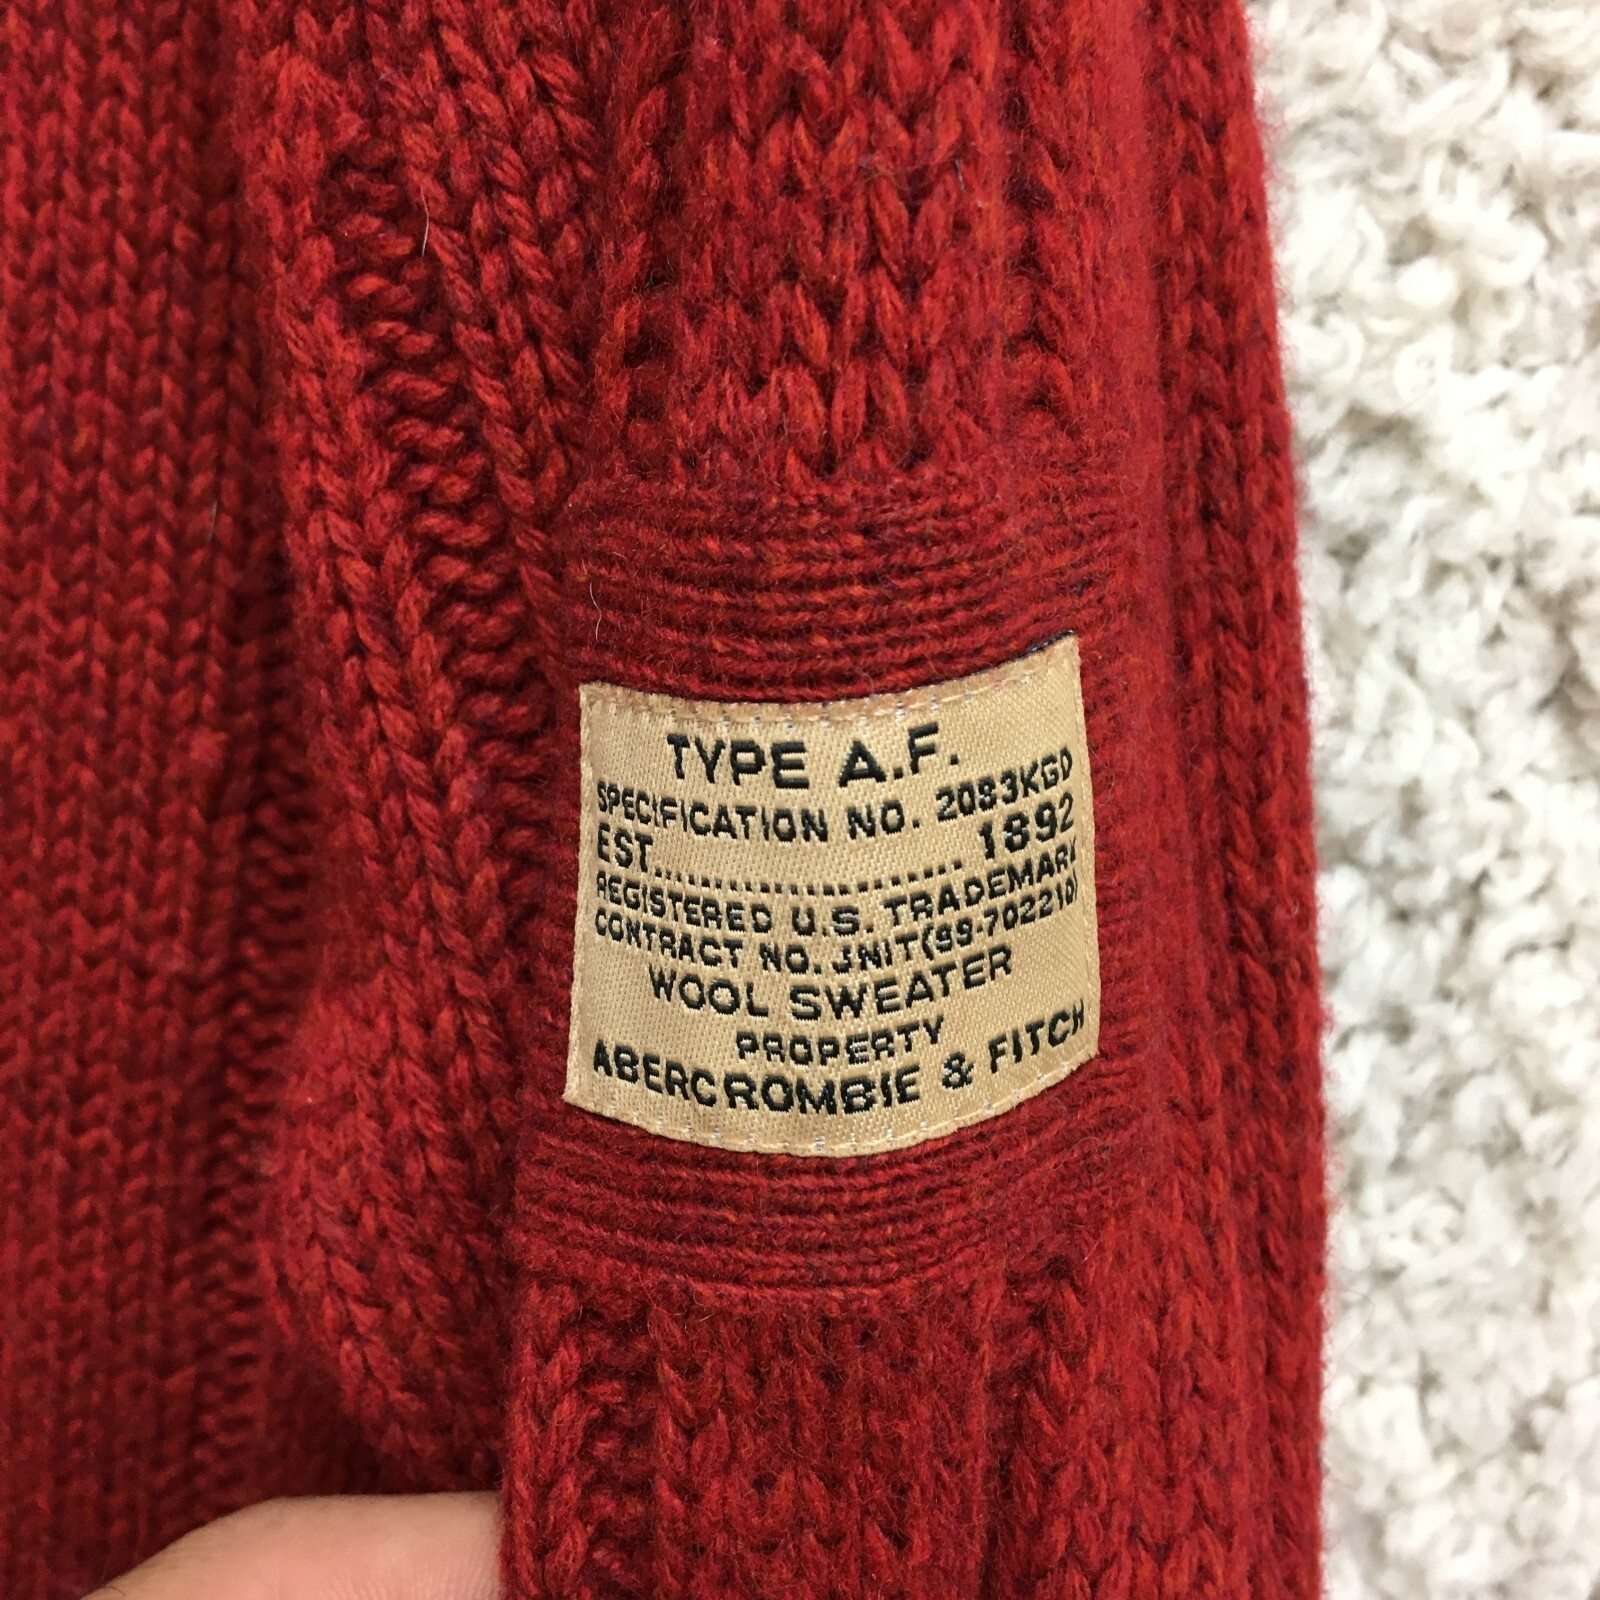 TYPE A.F.
SPECIFICATION NO. 2083KGD
EST........................ 1892
REGISTERED U.S. TRADEMARK
CONTRACT NO. JNIT(99-702210)
WOOL SWEATER
PROPERTY
ABERCROMBIE & FITCH